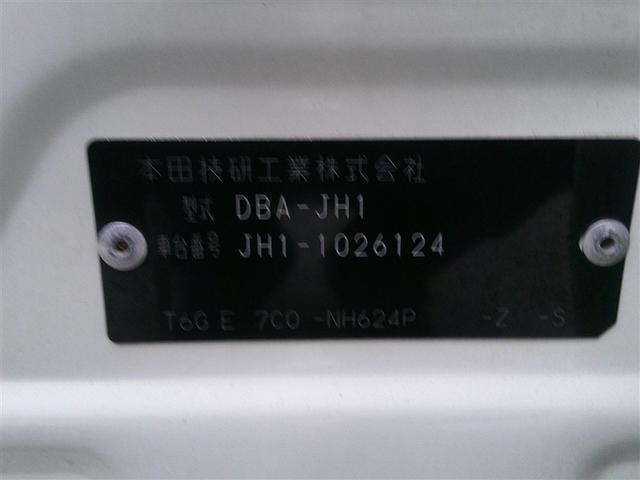 本田技研工業株式会社
型式 DBA-JH1
車台番号 JH1-1026124
T6G E 7C0 -NH624P -Z -S